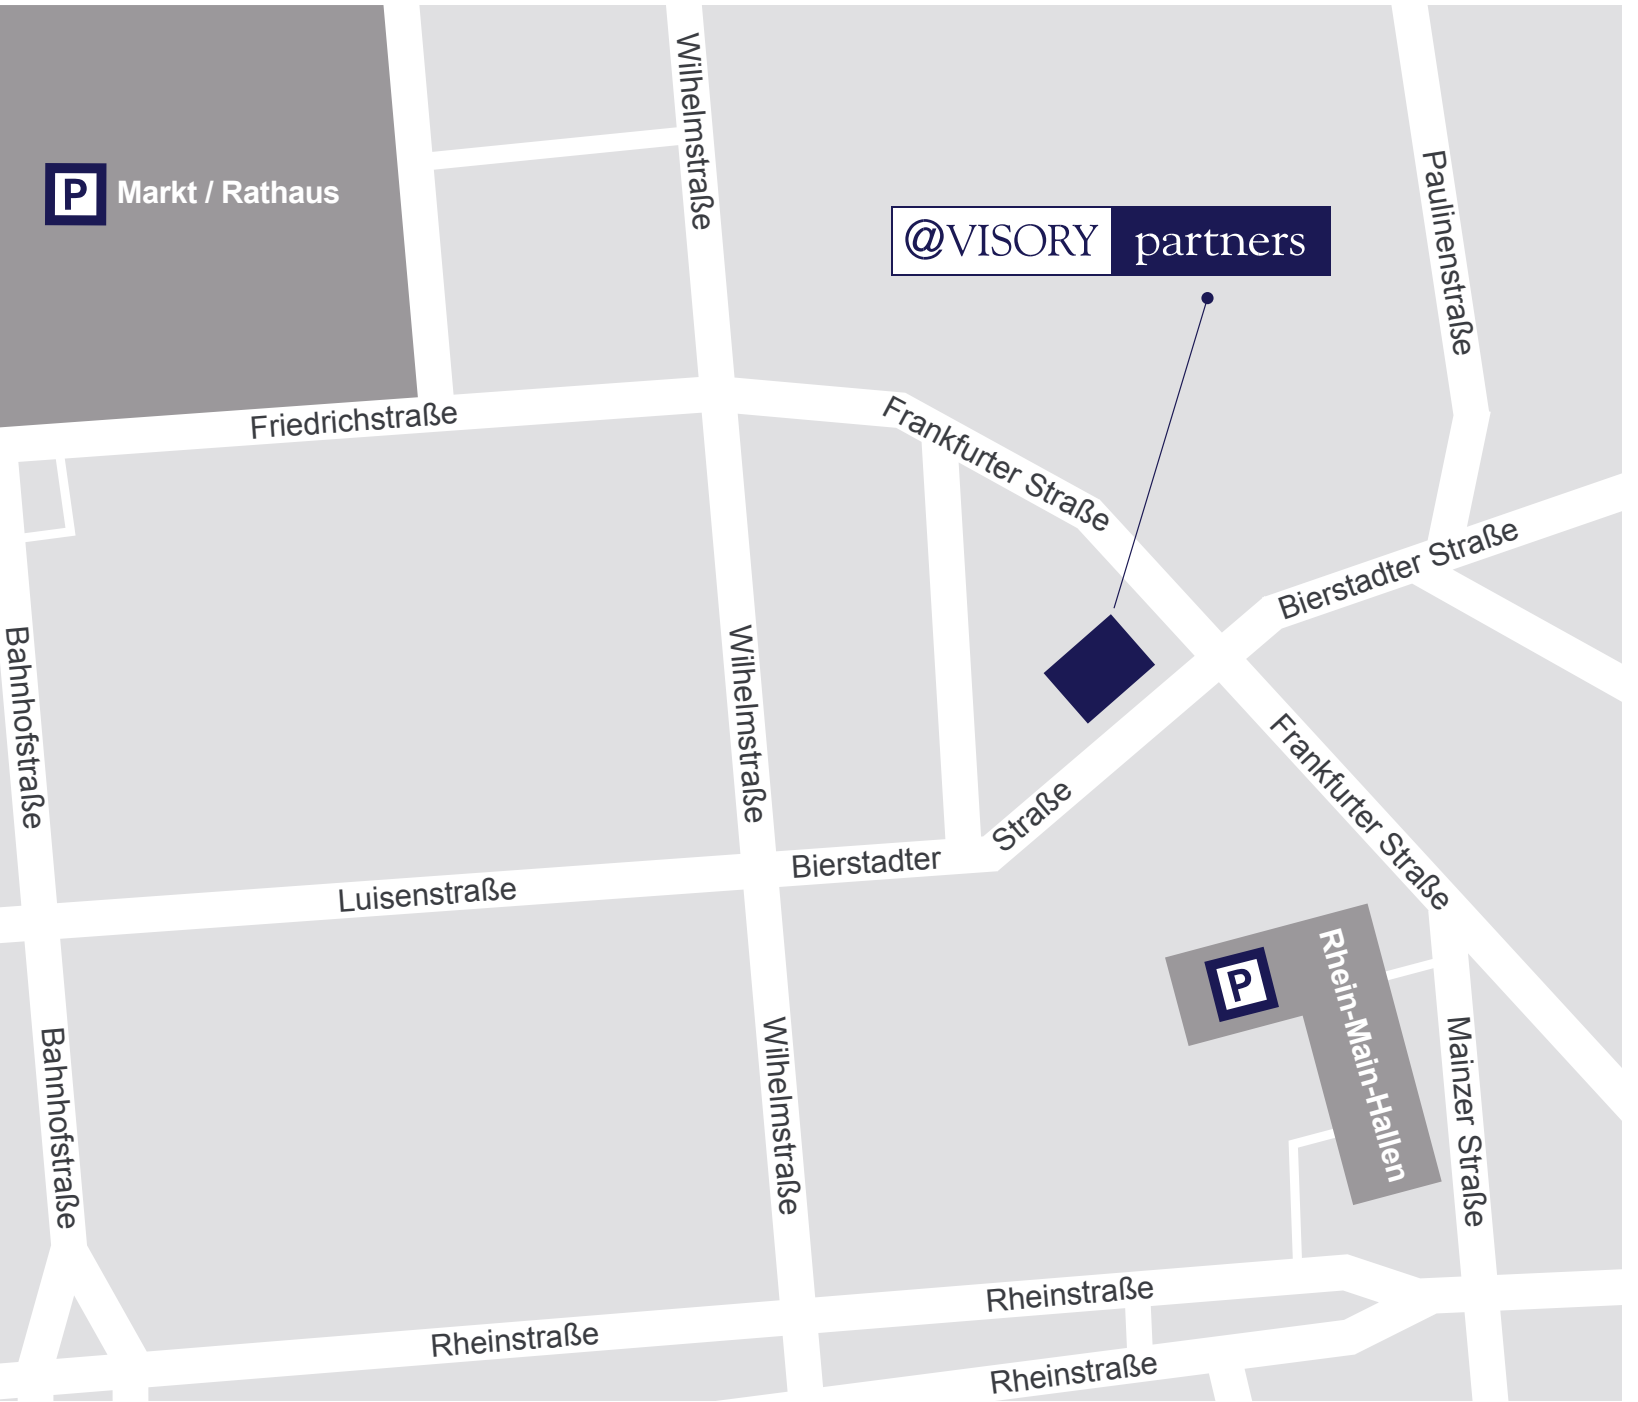 Wilhelmstraße
Paulinenstraße
P Markt / Rathaus
@VISORY partners
Friedrichstraße
Frankfurter Straße
Bierstadter Straße
Bahnhofstraße
Wilhelmstraße
Frankfurter Straße
Bierstadter Straße
Luisenstraße
P
Rhein-Main-Hallen
Bahnhofstraße
Wilhelmstraße
Mainzer Straße
Rheinstraße
Rheinstraße
Rheinstraße